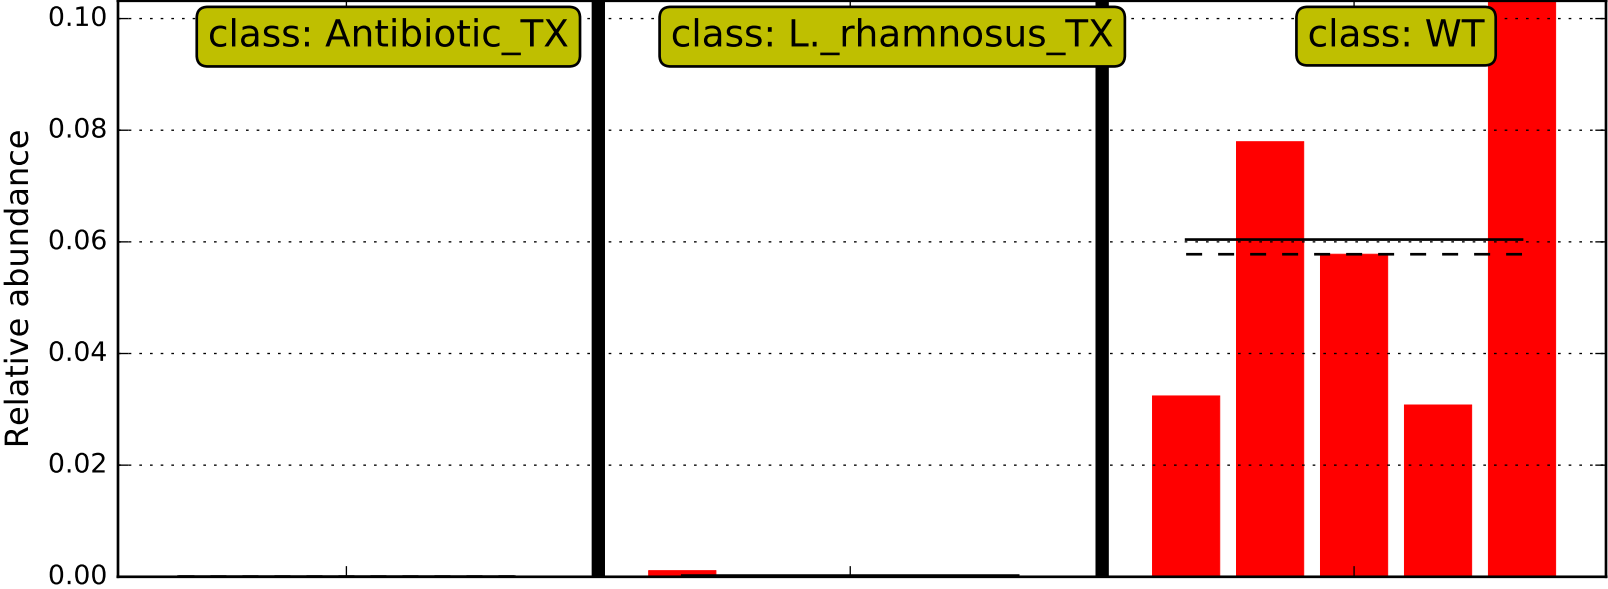 0.10
class: Antibiotic_TX
class: L._rhamnosus_TX
class: WT
0.08
0.06
0.04
0.02
0.00
Relative abundance